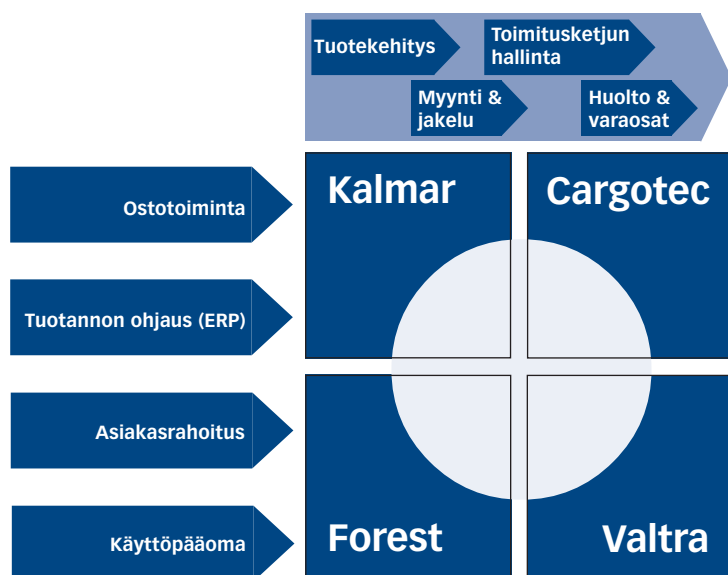 Tuotekehitys
Toimitusketjun
hallinta
Myynti &
jakelu
Huolto &
varaosat
Ostotoiminta
Tuotannon ohjaus (ERP)
Asiakasrahoitus
Käyttöpääoma
Kalmar
Cargotec
Forest
Valtra